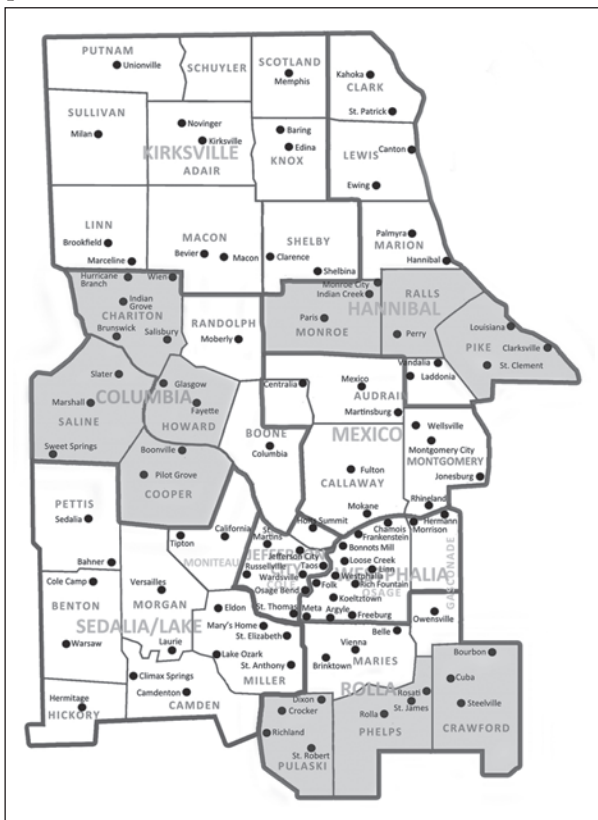 PUTNAM
Unionville
SCHUYLER
SCOTLAND
Memphis
Kahoka
CLARK
St. Patrick
SULLIVAN
Milan
Novinger
Kirksville
KIRKSVILLE
ADAIR
Baring
Edina
KNOX
LEWIS
Canton
Ewing
LINN
Brookfield
Marceline
MACON
Bevier
Macon
SHELBY
Clarence
Shelbina
Palmyra
MARION
Hannibal
Hurricane
Branch
Wien
Indian
Grove
CHARITON
Brunswick
Salisbury
RANDOLPH
Moberly
Monroe City
Indian Creek
HANNIBAL
Paris
MONROE
RALLS
Perry
Louisiana
PIKE
Clarksville
St. Clement
Slater
Marshall
COLUMBIA
SALINE
Sweet Springs
Glasgow
Fayette
HOWARD
Boonville
Pilot Grove
COOPER
Centralia
BOONE
Columbia
Mexico
AUDRAIN
Martinsburg
Vandalia
Laddonia
MEXICO
Fulton
CALLAWAY
Mokane
Wellsville
Montgomery City
MONTGOMERY
Jonesburg
Rhineland
PETTIS
Sedalia
Bahner
California
Tipton
MONITEAU
St.
Martins
Holts Summit
JEFFERSON
CITY
Jefferson City
COLE
Taos
Russellville
Wardsville
Osage Bend
St. Thomas
Hermann
Morrison
Chamois
Frankenstein
Bonnots Mill
Loose Creek
Linn
WESTPHALIA
Westphalia
Rich Fountain
Folk
OSAGE
Koeltztown
Meta
Argyle
Freeburg
GASCONADE
Owensville
Cole Camp
BENTON
Warsaw
Versailles
MORGAN
SEDALIA/LAKE
Laurie
Eldon
Mary's Home
St. Elizabeth
Lake Ozark
St. Anthony
MILLER
Belle
Vienna
Brinktown
MARIES
Climax Springs
Camdenton
CAMDEN
Hermitage
HICKORY
ROLLA
Dixon
Crocker
Richland
St. Robert
PULASKI
Rosati
St. James
Rolla
PHELPS
Bourbon
Cuba
Steelville
CRAWFORD